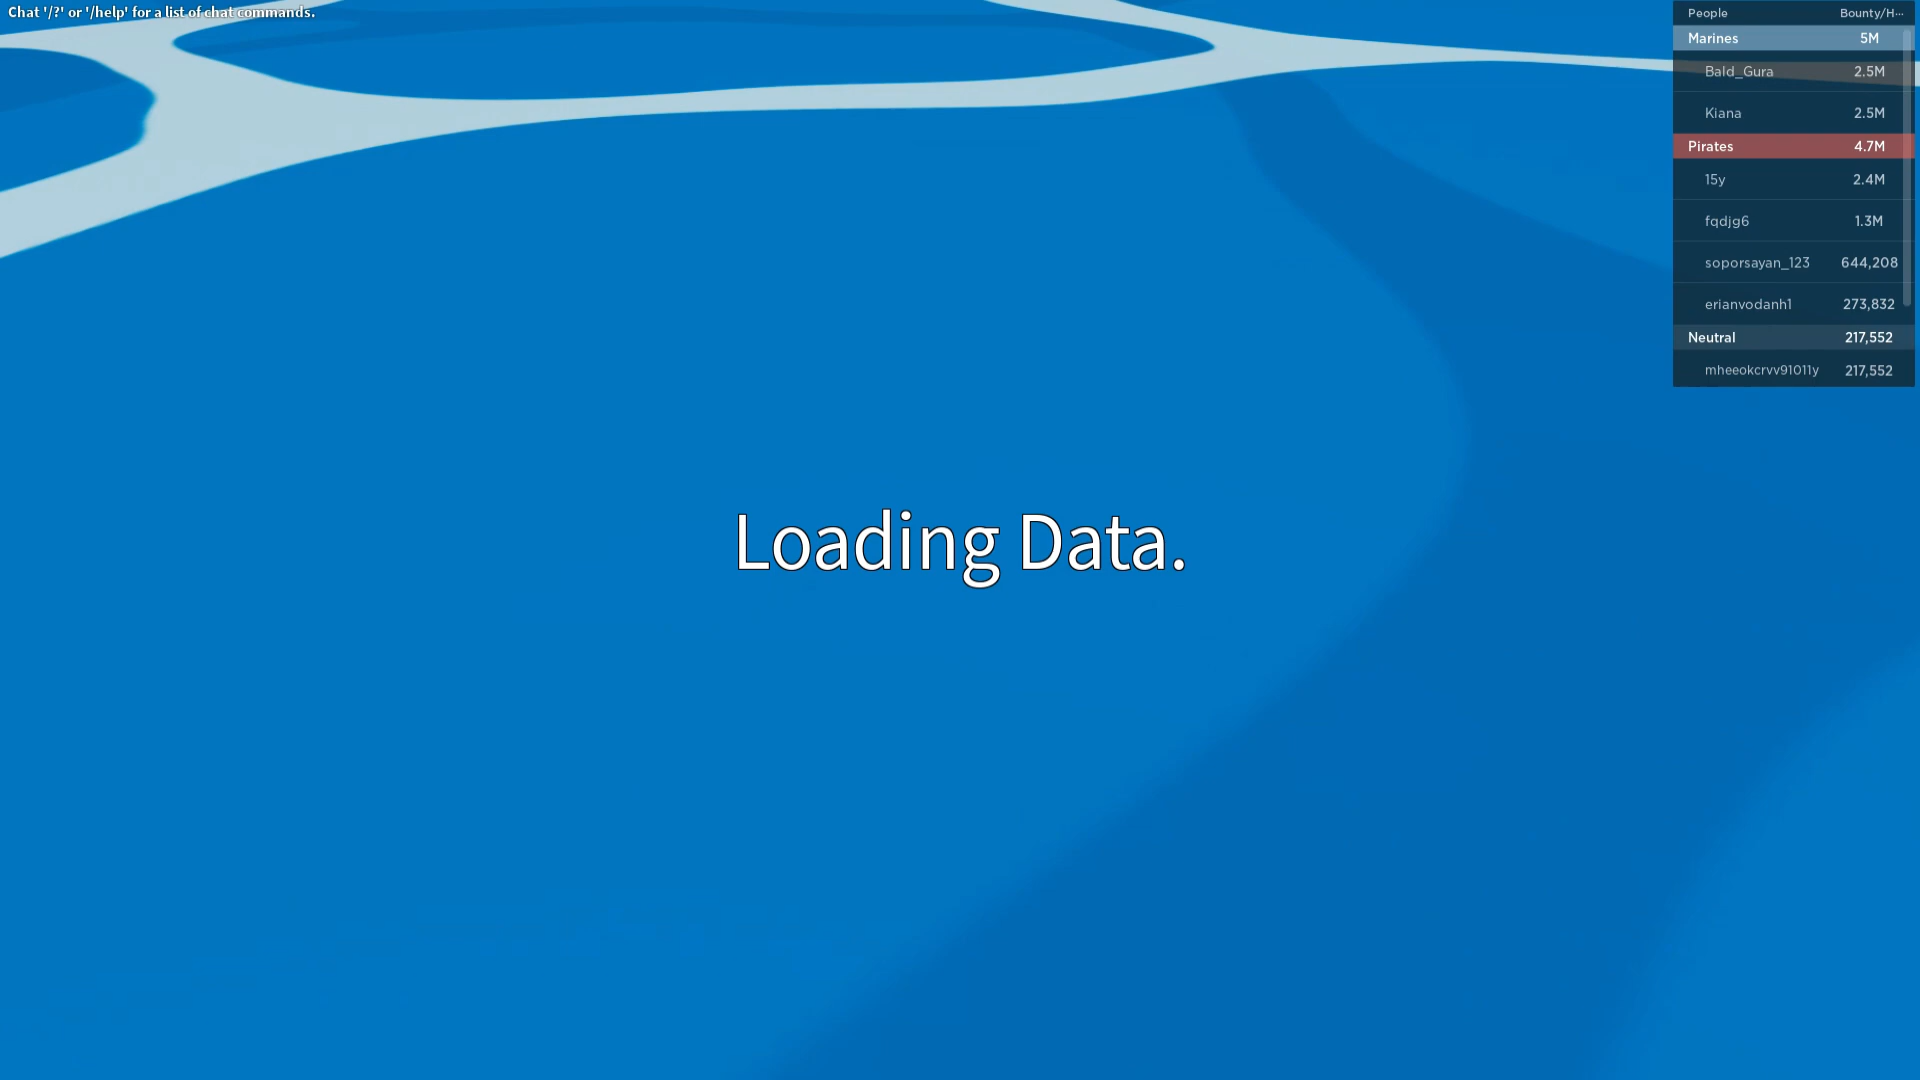 Chat '/?' or '/help' for a list of chat commands.
People Bounty/H...
Marines 5M
Bald_Gura 2.5M
Kiana 2.5M
Pirates 4.7M
15y 2.4M
fqdjg6 1.3M
soporsayan_123 644,208
erianvodanh1 273,832
Neutral 217,552
mheeokcrvv91011y 217,552
Loading Data.